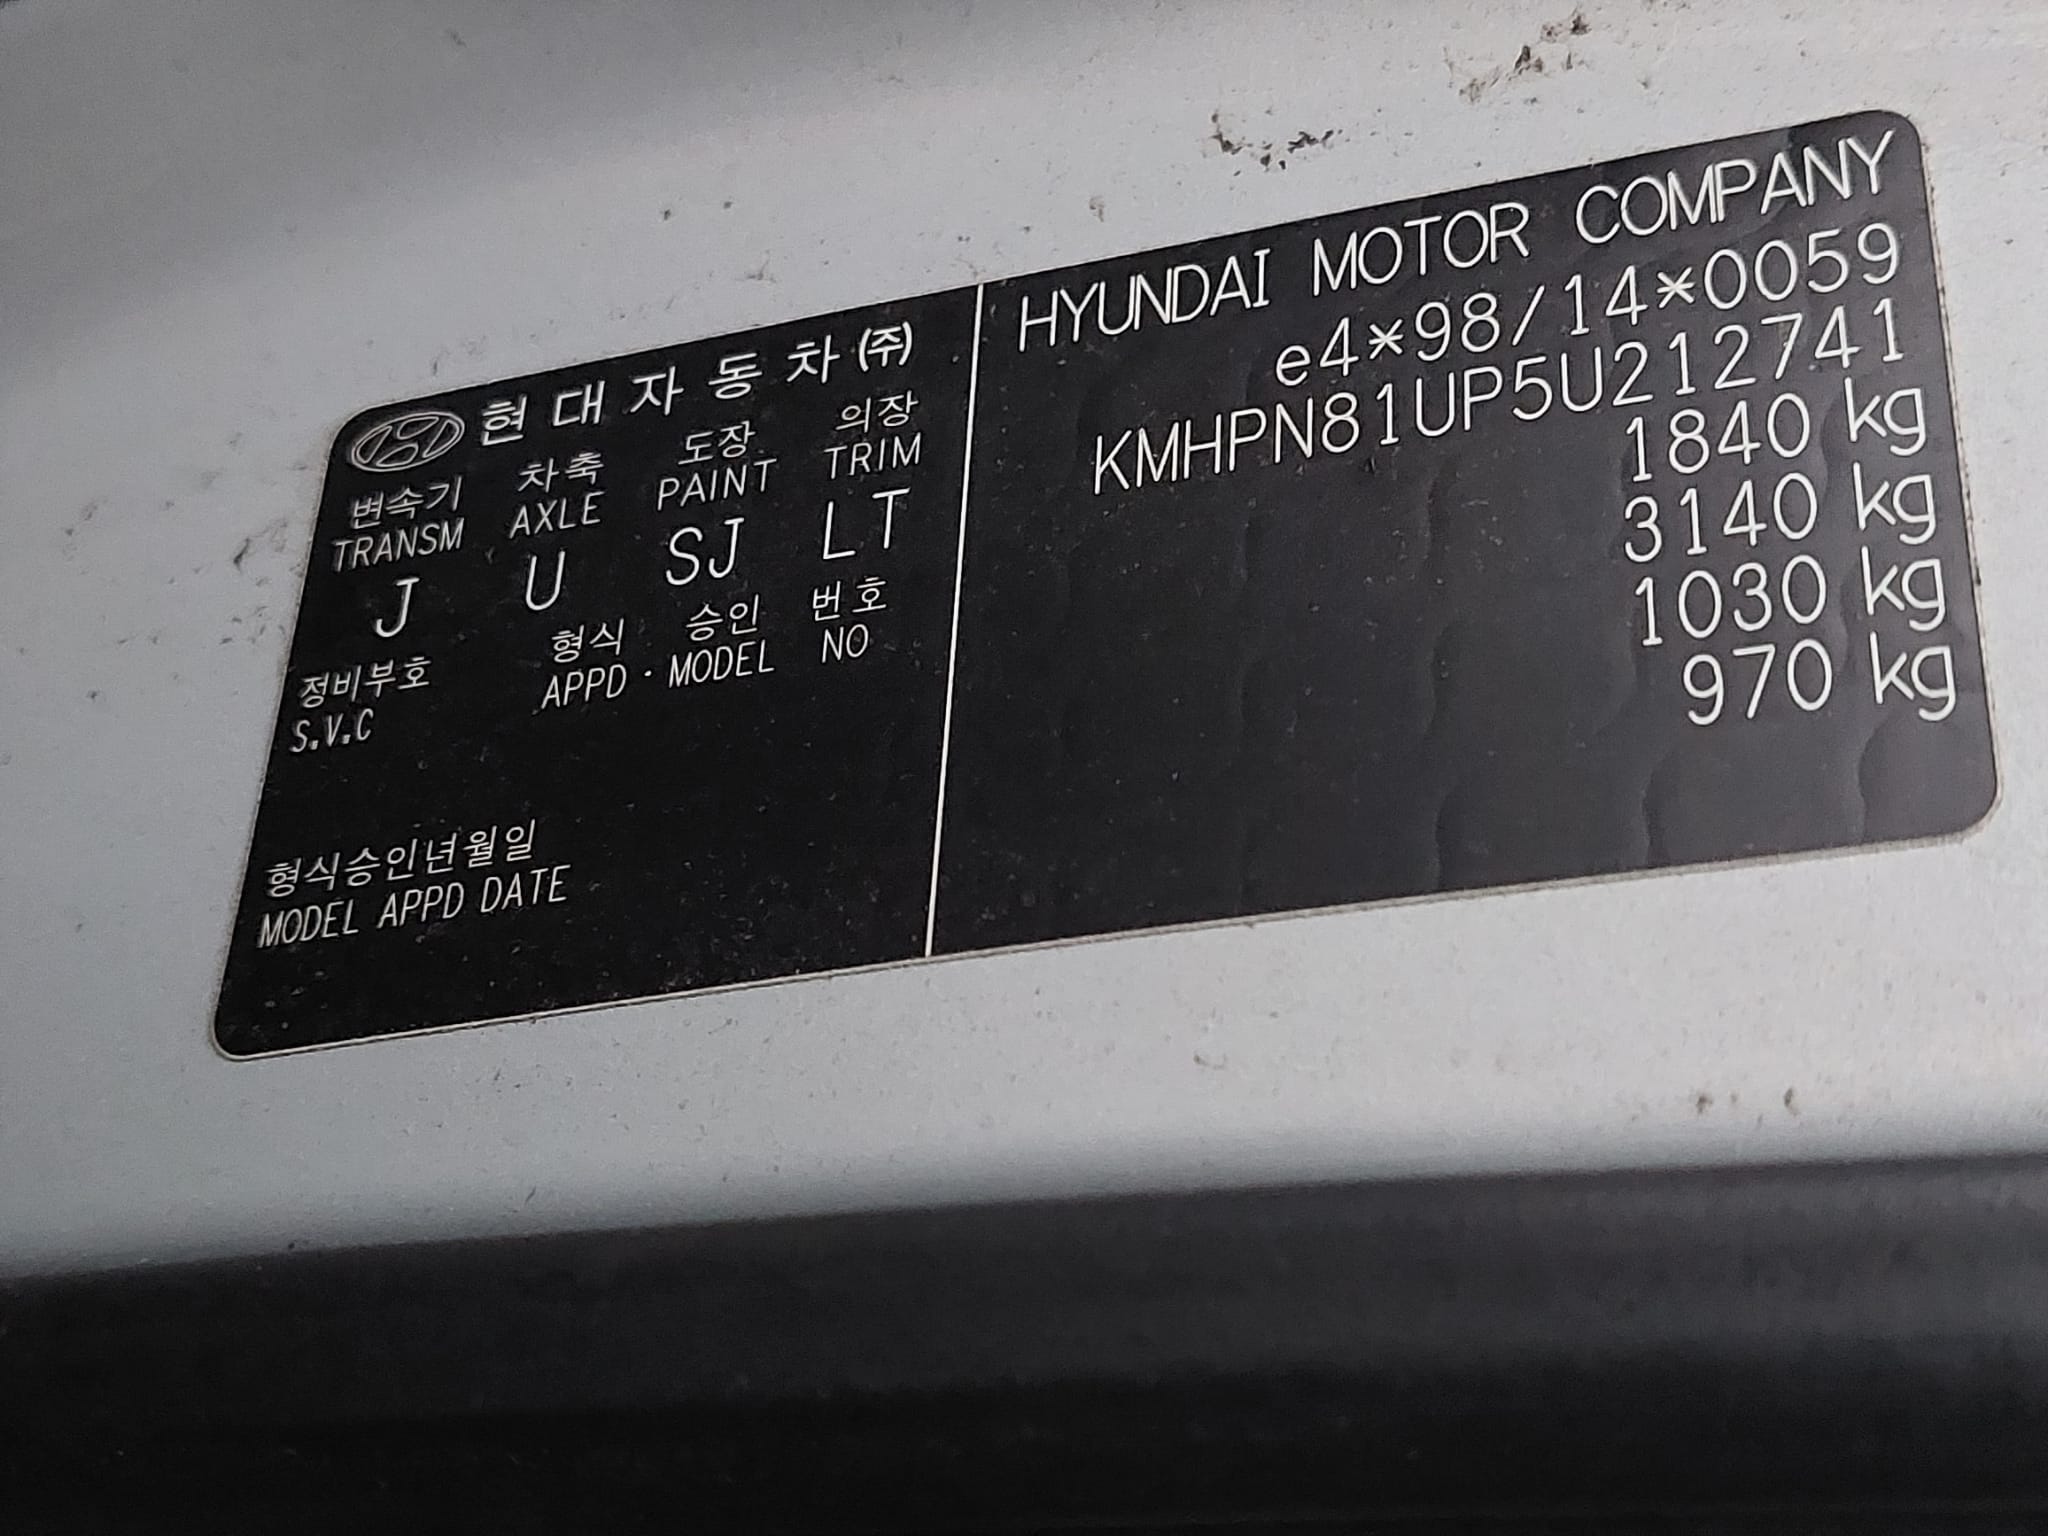 현대자동차(주)
변속기 차축 도장 의장
TRANSM AXLE PAINT TRIM
J U SJ LT
정비부호 형식 승인 번호
S.V.C APPD·MODEL NO
형식승인년월일
MODEL APPD DATE
HYUNDAI MOTOR COMPANY
e4*98/14*0059
KMHPN81UP5U212741
1840 kg
3140 kg
1030 kg
970 kg